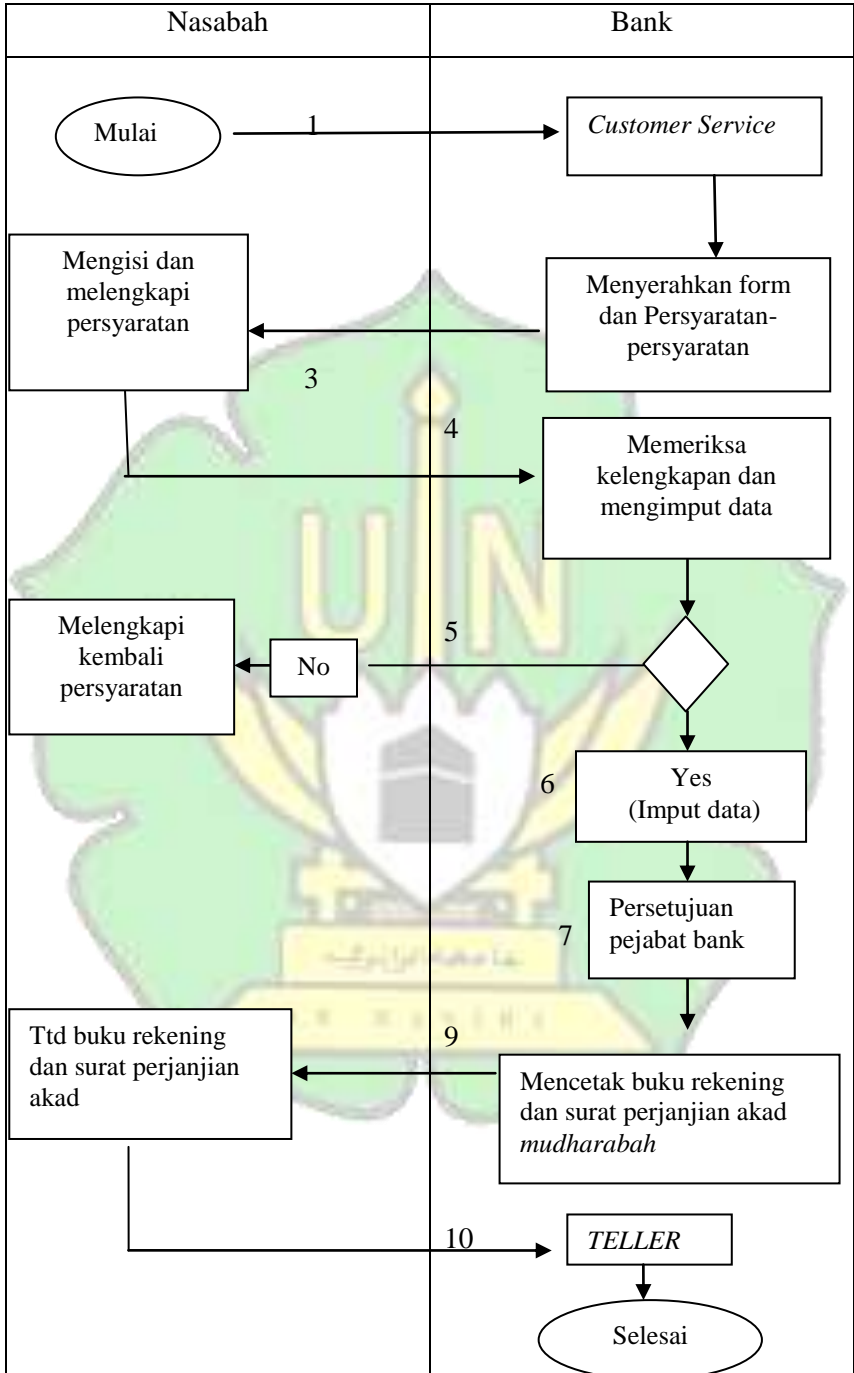 Nasabah
Bank
Mulai
1
Customer Service
Mengisi dan
melengkapi
persyaratan
Menyerahkan form
dan Persyaratan-
persyaratan
3
4
Memeriksa
kelengkapan dan
mengimput data
UIN
Melengkapi
kembali
persyaratan
No
5
6
Yes
(Imput data)
7
Persetujuan
pejabat bank
Ttd buku rekening
dan surat perjanjian
akad
9
Mencetak buku rekening
dan surat perjanjian akad
mudharabah
10
TELLER
Selesai